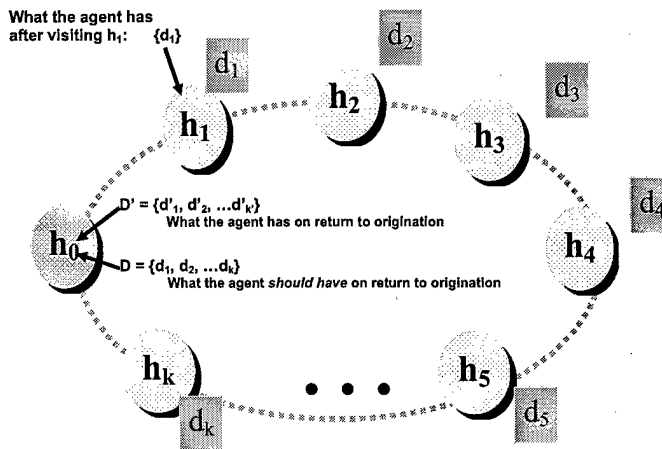 What the agent has
after visiting h₁: {d₁}
d₁
d₂
d₃
d₄
h₁
h₂
h₃
h₄
D' = {d'₁, d'₂, ...d'ₖ'}
What the agent has on return to origination
h₀
D = {d₁, d₂, ...dₖ}
What the agent should have on return to origination
hₖ
h₅
dₖ
d₅